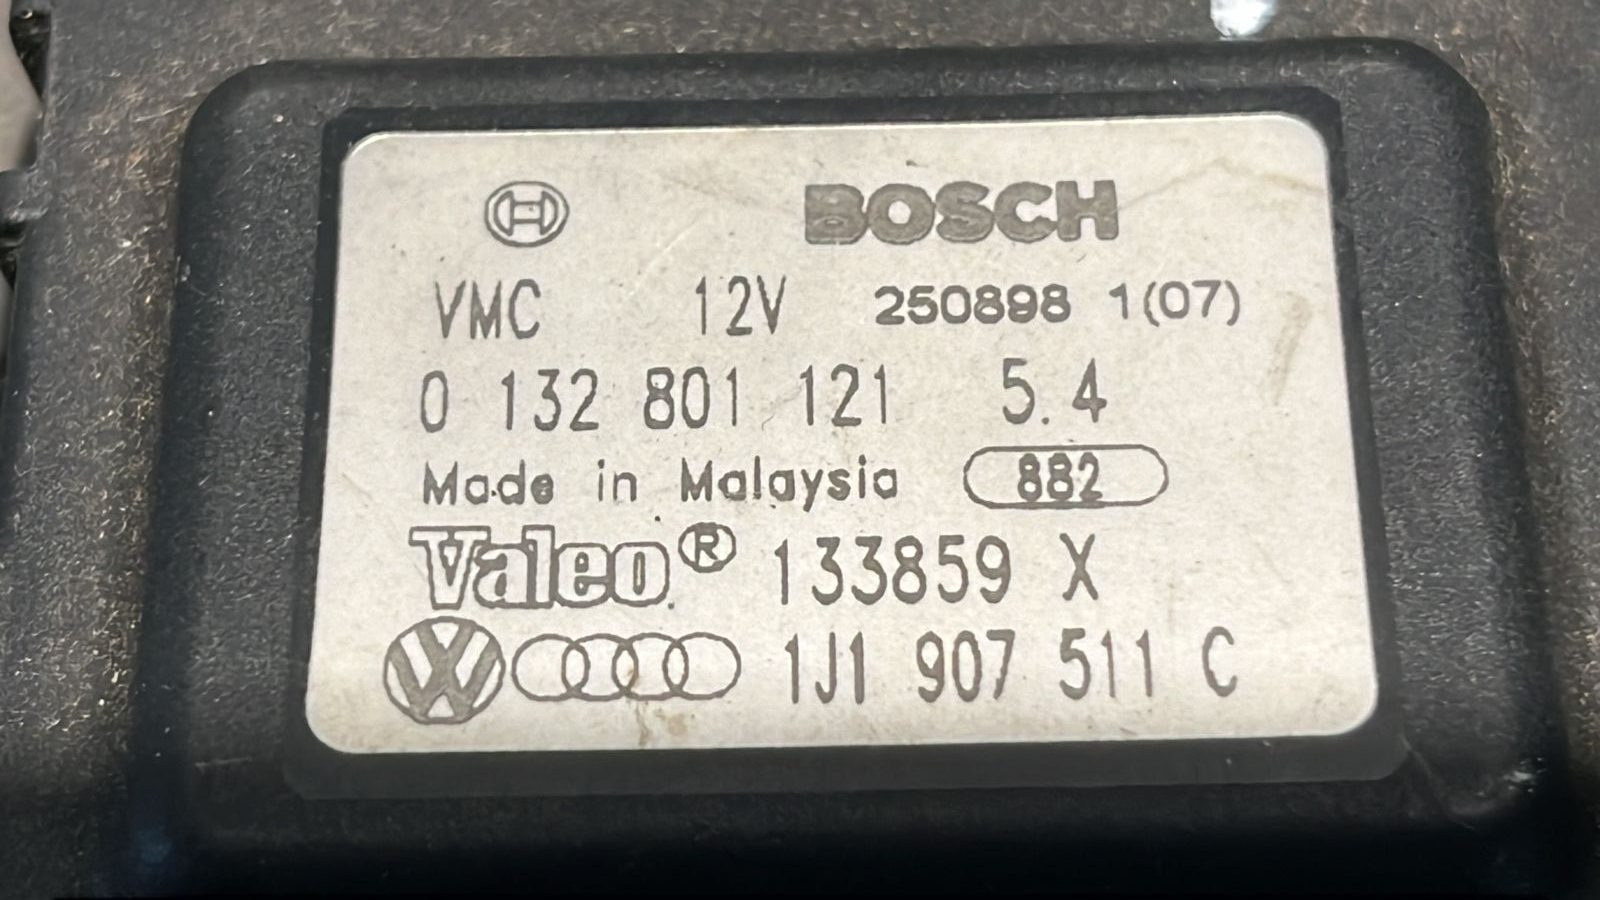 BOSCH
VMC 12V 250898 1(07)
0 132 801 121 5.4
Made in Malaysia 882
Valeo® 133859 X
1J1 907 511 C